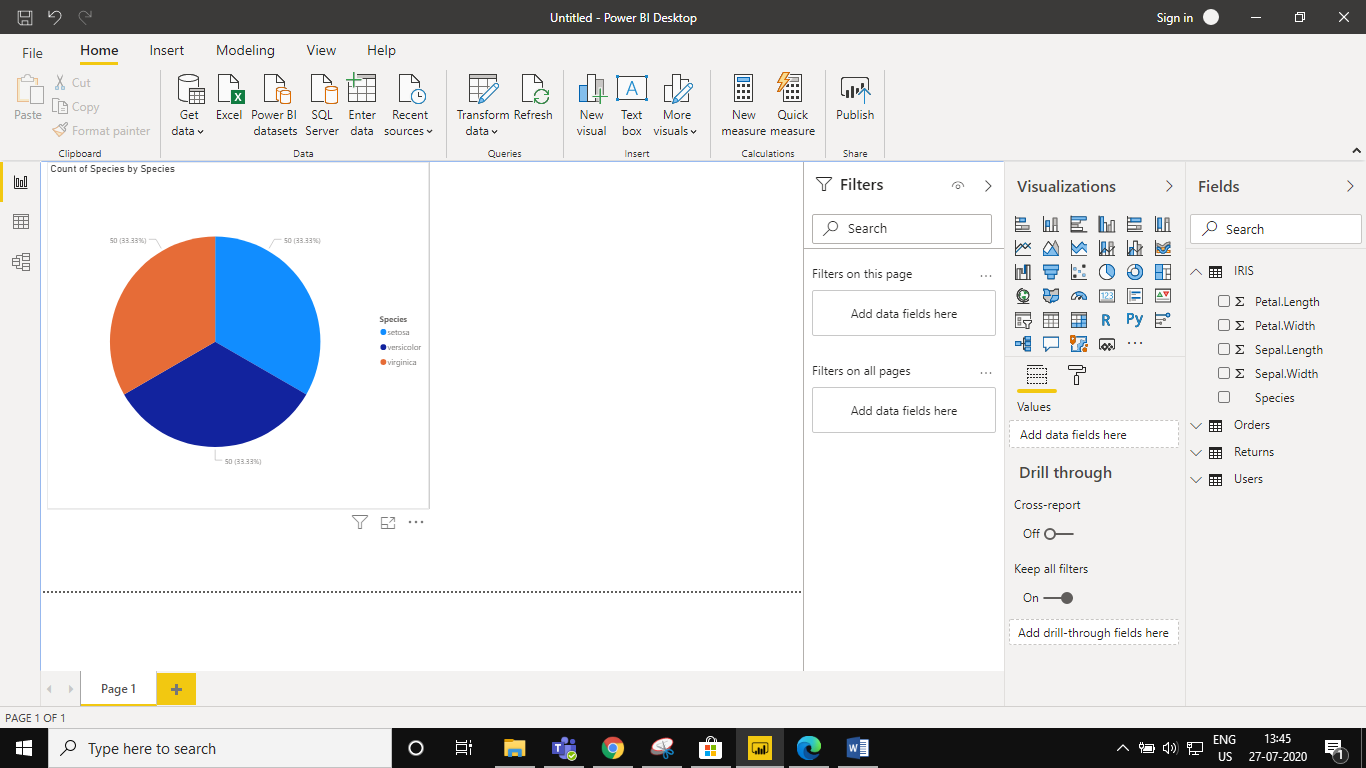 Untitled - Power BI Desktop
Sign in
File
Home
Insert
Modeling
View
Help
Paste
Cut
Copy
Format painter
Clipboard
Get data
Excel
Power BI datasets
SQL Server
Enter data
Recent sources
Data
Transform data
Refresh
Queries
New visual
Text box
More visuals
Insert
New measure
Quick measure
Calculations
Publish
Share
Count of Species by Species
50 (33.33%)
50 (33.33%)
50 (33.33%)
Species
setosa
versicolor
virginica
Filters
Search
Filters on this page
Add data fields here
Filters on all pages
Add data fields here
Visualizations
123
R
Py
Values
Add data fields here
Drill through
Cross-report
Off
Keep all filters
On
Add drill-through fields here
Fields
Search
IRIS
Σ Petal.Length
Σ Petal.Width
Σ Sepal.Length
Σ Sepal.Width
Species
Orders
Returns
Users
Page 1
PAGE 1 OF 1
Type here to search
ENG
US
13:45
27-07-2020
1